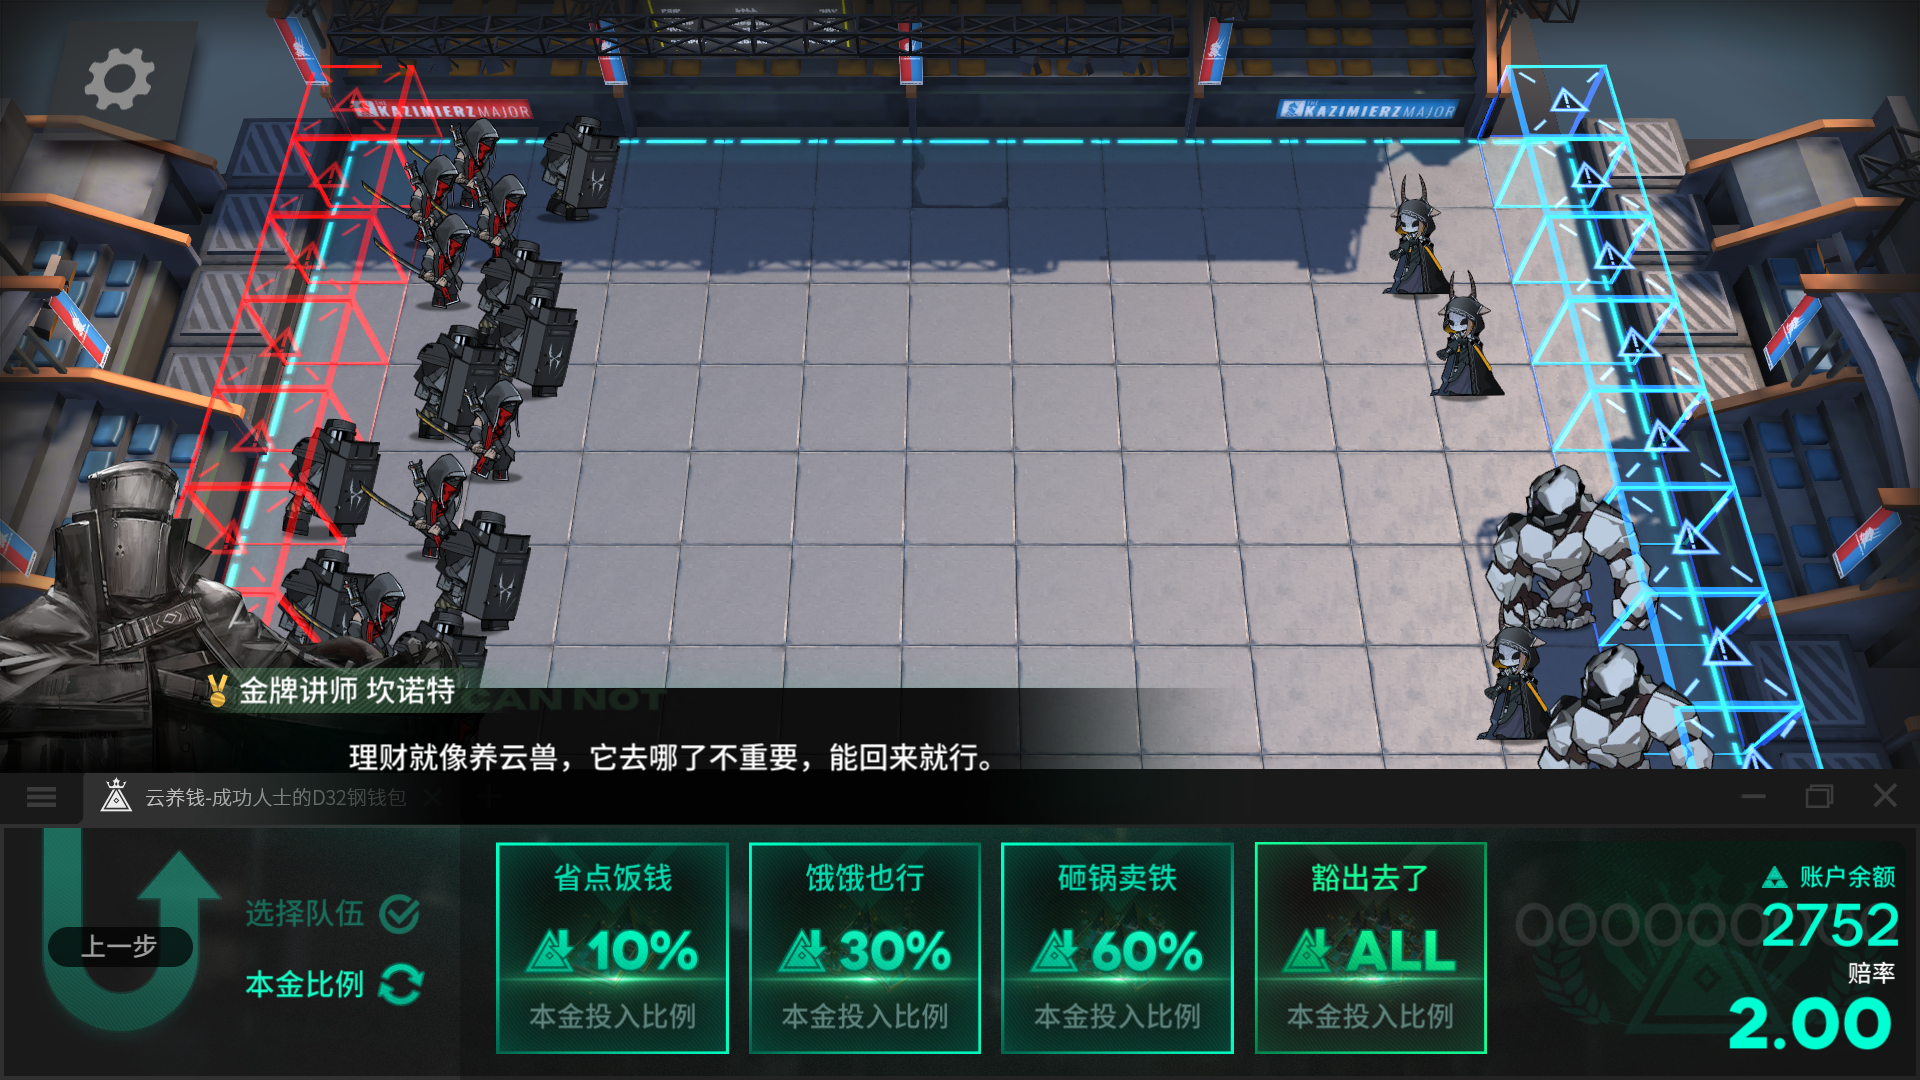 KAZIMIERZ MAJOR
KAZIMIERZ MAJOR
金牌讲师 坎诺特
CAN NOT
理财就像养云兽，它去哪了不重要，能回来就行。
云养钱-成功人士的D32钢钱包
上一步
选择队伍
本金比例
省点饭钱
10%
本金投入比例
饿饿也行
30%
本金投入比例
砸锅卖铁
60%
本金投入比例
豁出去了
ALL
本金投入比例
账户余额
2752
赔率
2.00